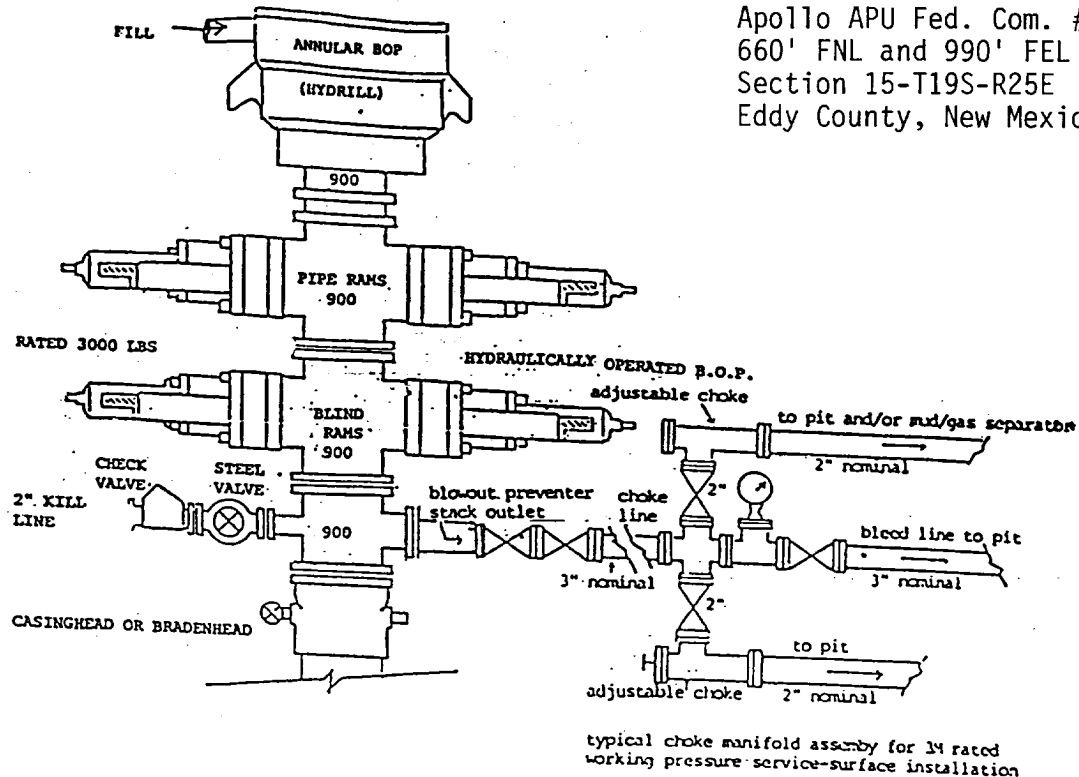 Apollo APU Fed. Com. #
660' FNL and 990' FEL
Section 15-T19S-R25E
Eddy County, New Mexic
FILL
ANNULAR BOP
(HYDRILL)
900
PIPE RAMS
900
RATED 3000 LBS
HYDRAULICALLY OPERATED B.O.P.
BLIND
RAMS
900
adjustable choke
to pit and/or mud/gas separator
2" nominal
CHECK
VALVE
STEEL
VALVE
2" KILL
LINE
900
blowout preventer
stack outlet
choke
line
3" nominal
2"
bleed line to pit
3" nominal
2"
CASINGHEAD OR BRADENHEAD
to pit
adjustable choke
2" nominal
typical choke manifold assembly for 3M rated
working pressure service-surface installation